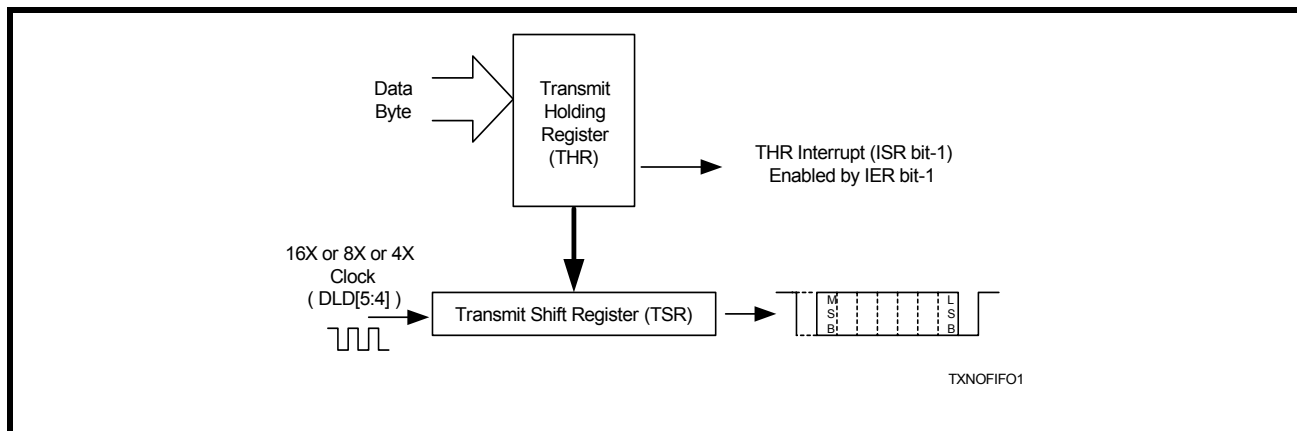 Data
Byte
Transmit
Holding
Register
(THR)
THR Interrupt (ISR bit-1)
Enabled by IER bit-1
16X or 8X or 4X
Clock
( DLD[5:4] )
Transmit Shift Register (TSR)
M
S
B
L
S
B
TXNOFIFO1